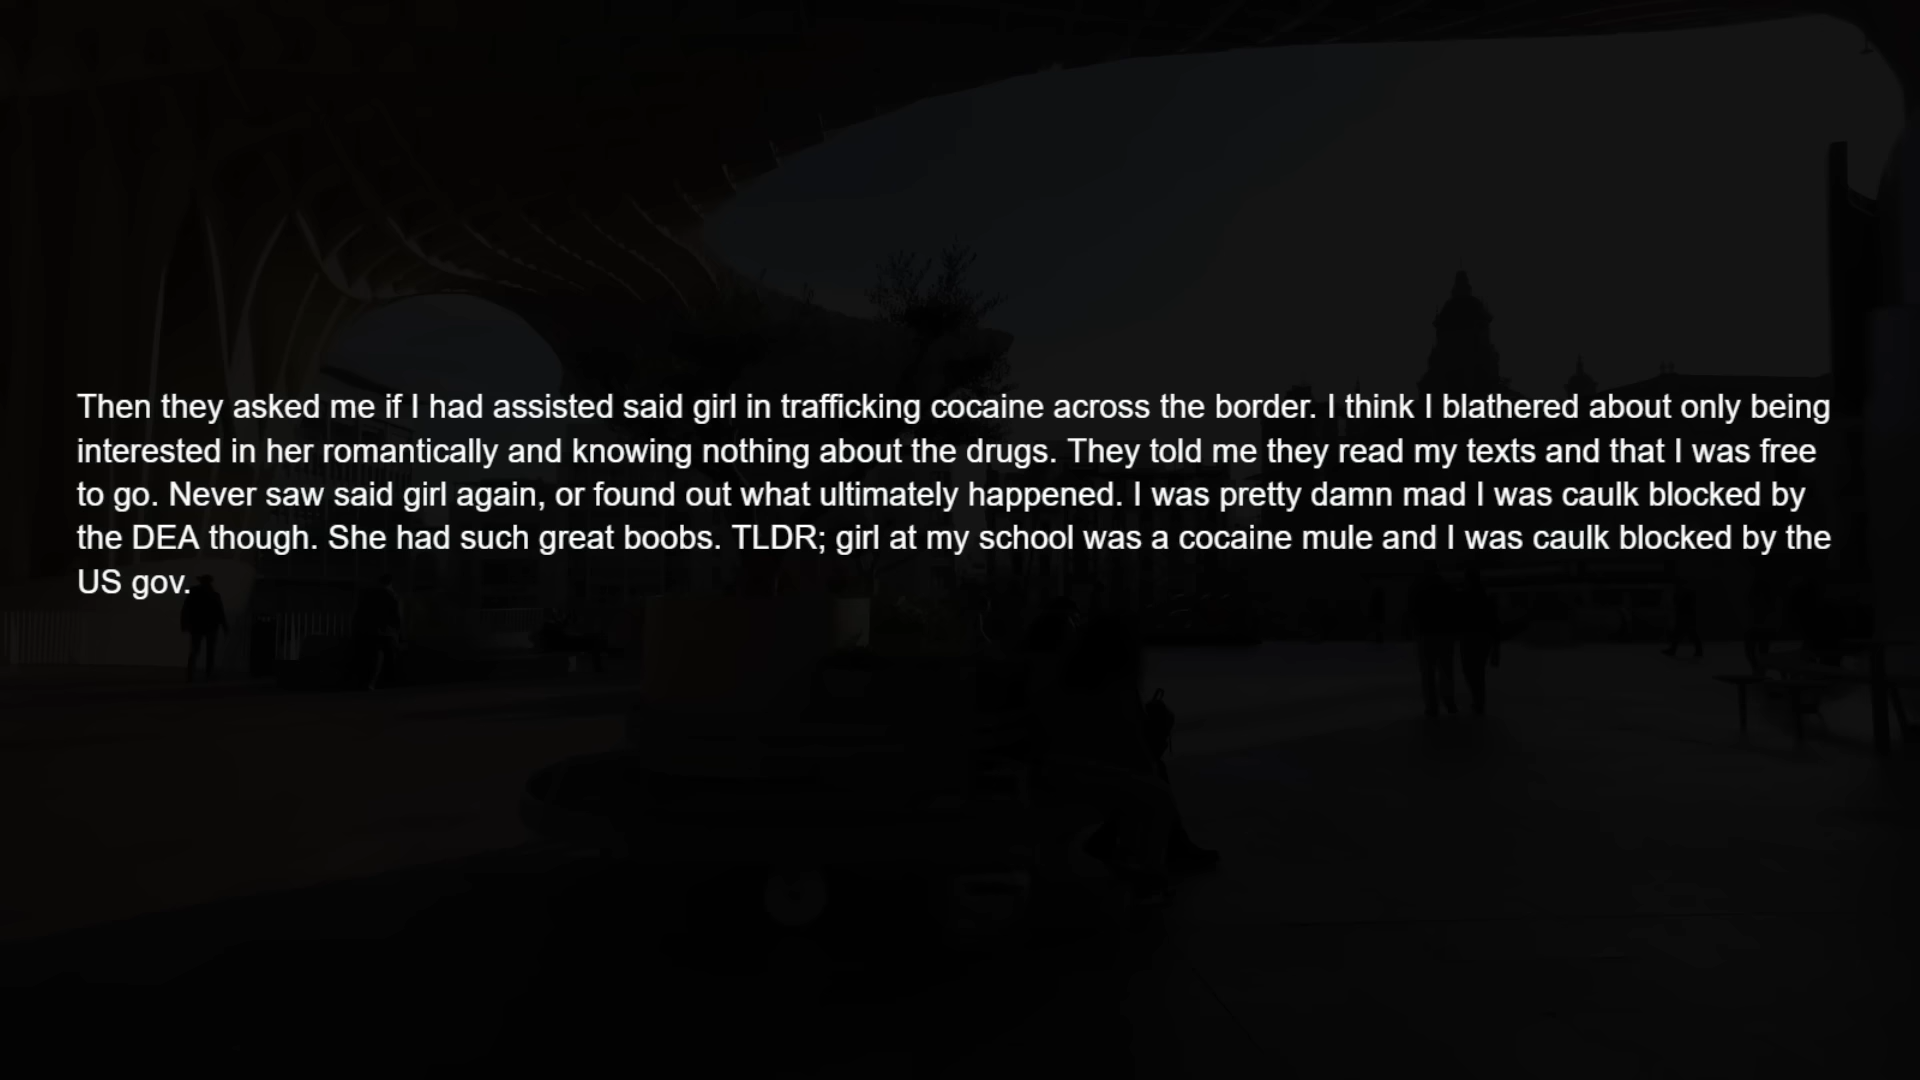 Then they asked me if I had assisted said girl in trafficking cocaine across the border. I think I blathered about only being
interested in her romantically and knowing nothing about the drugs. They told me they read my texts and that I was free
to go. Never saw said girl again, or found out what ultimately happened. I was pretty damn mad I was caulk blocked by
the DEA though. She had such great boobs. TLDR; girl at my school was a cocaine mule and I was caulk blocked by the
US gov.